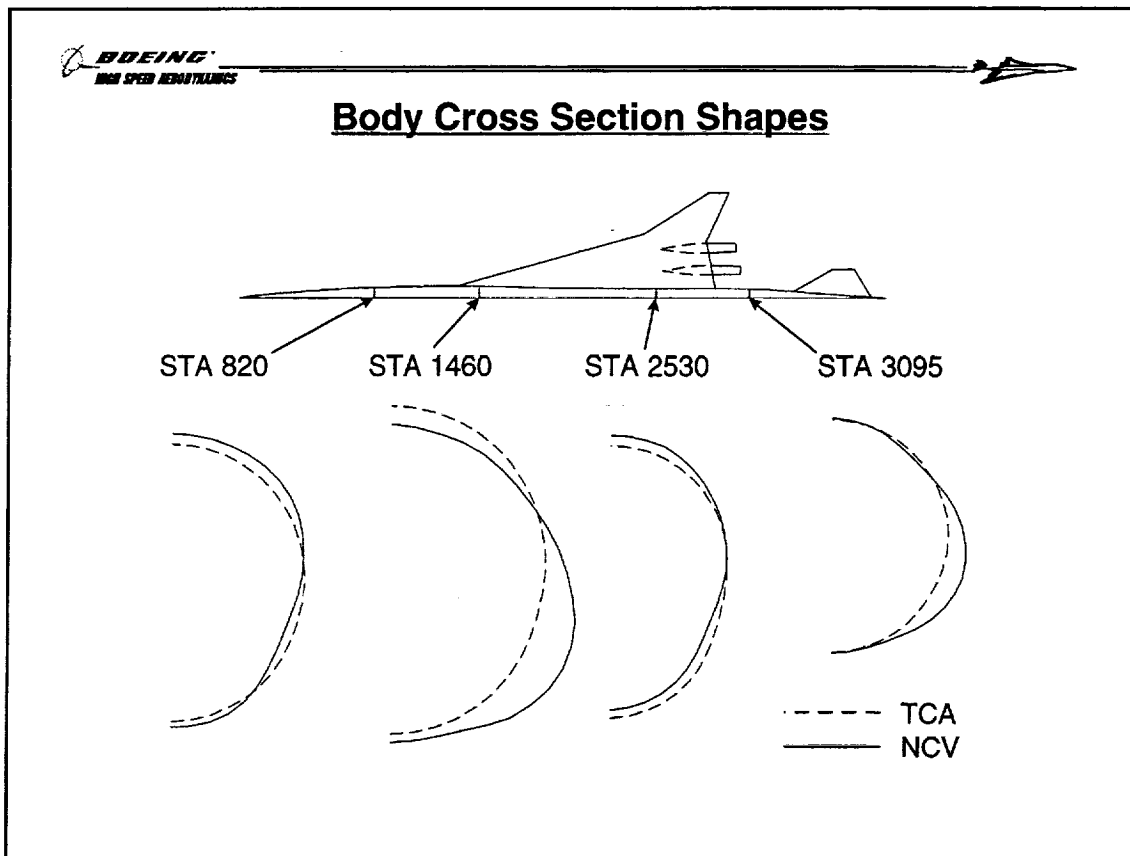 BOEING
HIGH SPEED AERODYNAMICS
Body Cross Section Shapes
STA 820
STA 1460
STA 2530
STA 3095
TCA
NCV